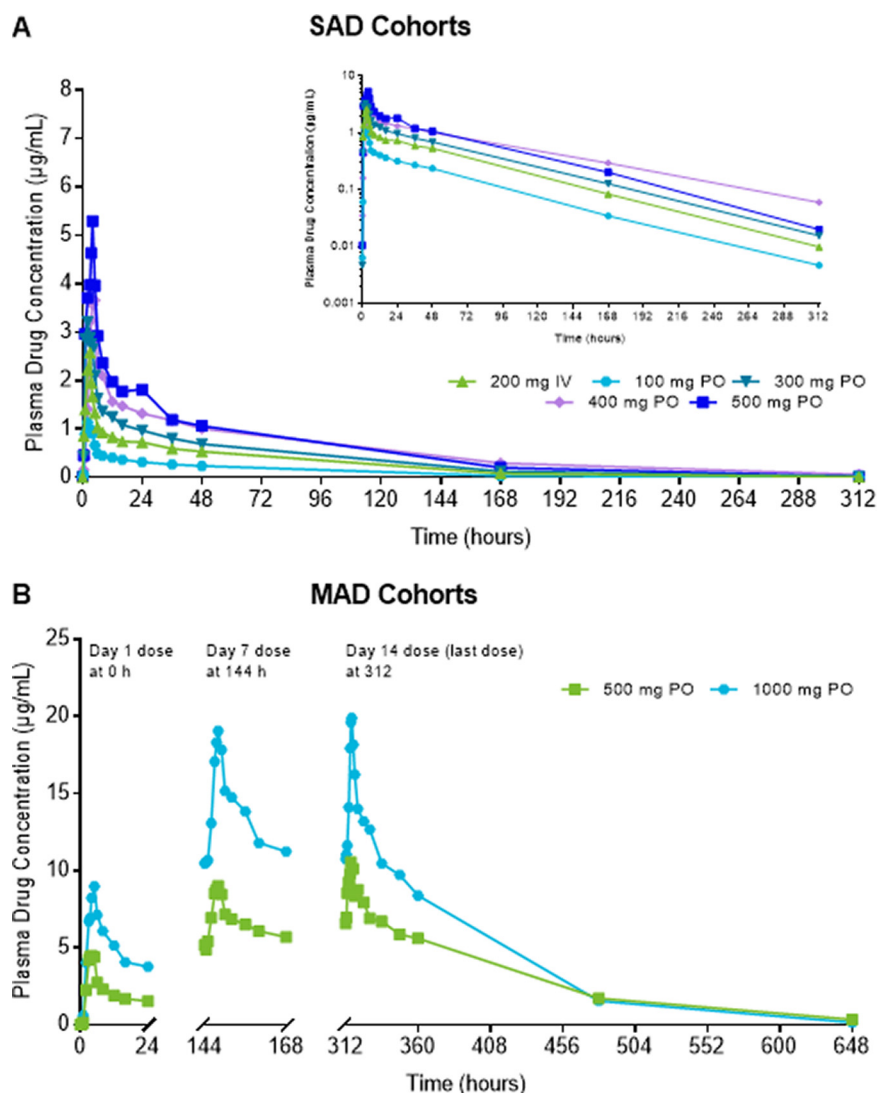 A
SAD Cohorts
Plasma Drug Concentration (µg/mL)
8
7
6
5
4
3
2
1
0
0 24 48 72 96 120 144 168 192 216 240 264 288 312
Time (hours)
Plasma Drug Concentration (µg/mL)
10
1
0.1
0.01
0.001
0 24 48 72 96 120 144 168 192 216 240 264 288 312
Time (hours)
200 mg IV 100 mg PO 300 mg PO
400 mg PO 500 mg PO
B
MAD Cohorts
Plasma Drug Concentration (µg/mL)
25
20
15
10
5
0
Day 1 dose
at 0 h
Day 7 dose
at 144 h
Day 14 dose (last dose)
at 312
500 mg PO 1000 mg PO
0 24 144 168 312 360 408 456 504 552 600 648
Time (hours)